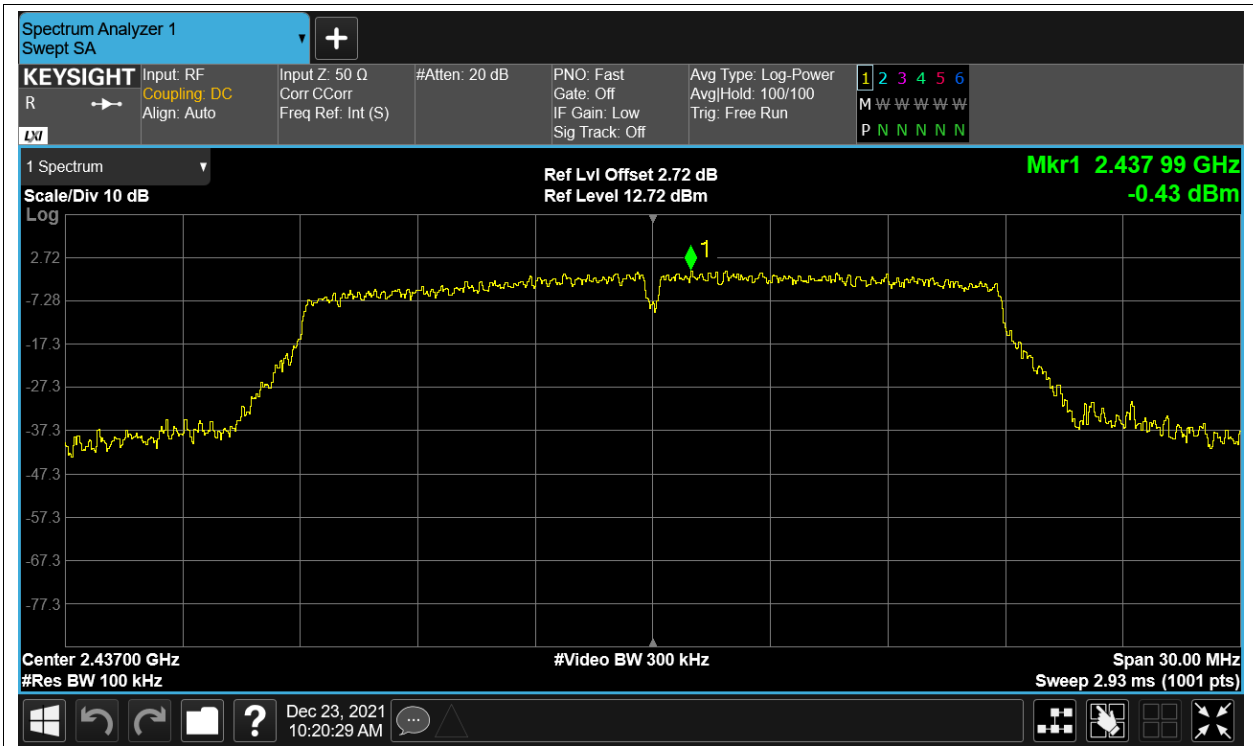 Spectrum Analyzer 1
Swept SA
KEYSIGHT
R
LXI
Input: RF
Coupling: DC
Align: Auto
Input Z: 50 Ω
Corr CCorr
Freq Ref: Int (S)
#Atten: 20 dB
PNO: Fast
Gate: Off
IF Gain: Low
Sig Track: Off
Avg Type: Log-Power
Avg|Hold: 100/100
Trig: Free Run
1 2 3 4 5 6
M W W W W W
P N N N N N
1 Spectrum
Scale/Div 10 dB
Ref Lvl Offset 2.72 dB
Ref Level 12.72 dBm
Mkr1 2.437 99 GHz
-0.43 dBm
Log
1
2.72
-7.28
-17.3
-27.3
-37.3
-47.3
-57.3
-67.3
-77.3
Center 2.43700 GHz
#Res BW 100 kHz
#Video BW 300 kHz
Span 30.00 MHz
Sweep 2.93 ms (1001 pts)
?
Dec 23, 2021
10:20:29 AM